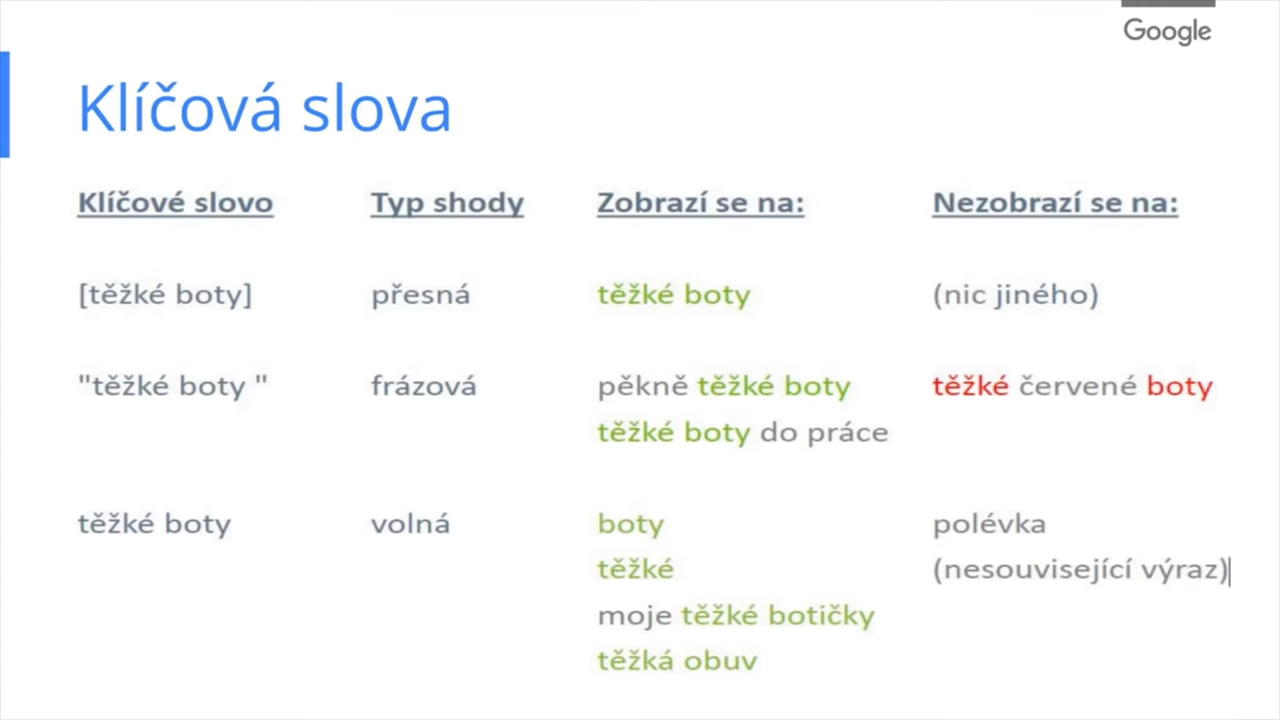 Google
Klíčová slova
Klíčové slovo Typ shody Zobrazí se na: Nezobrazí se na:
[těžké boty] přesná těžké boty (nic jiného)
"těžké boty " frázová pěkně těžké boty těžké červené boty
těžké boty do práce
těžké boty volná boty polévka
těžké (nesouvisející výraz)
moje těžké botičky
těžká obuv